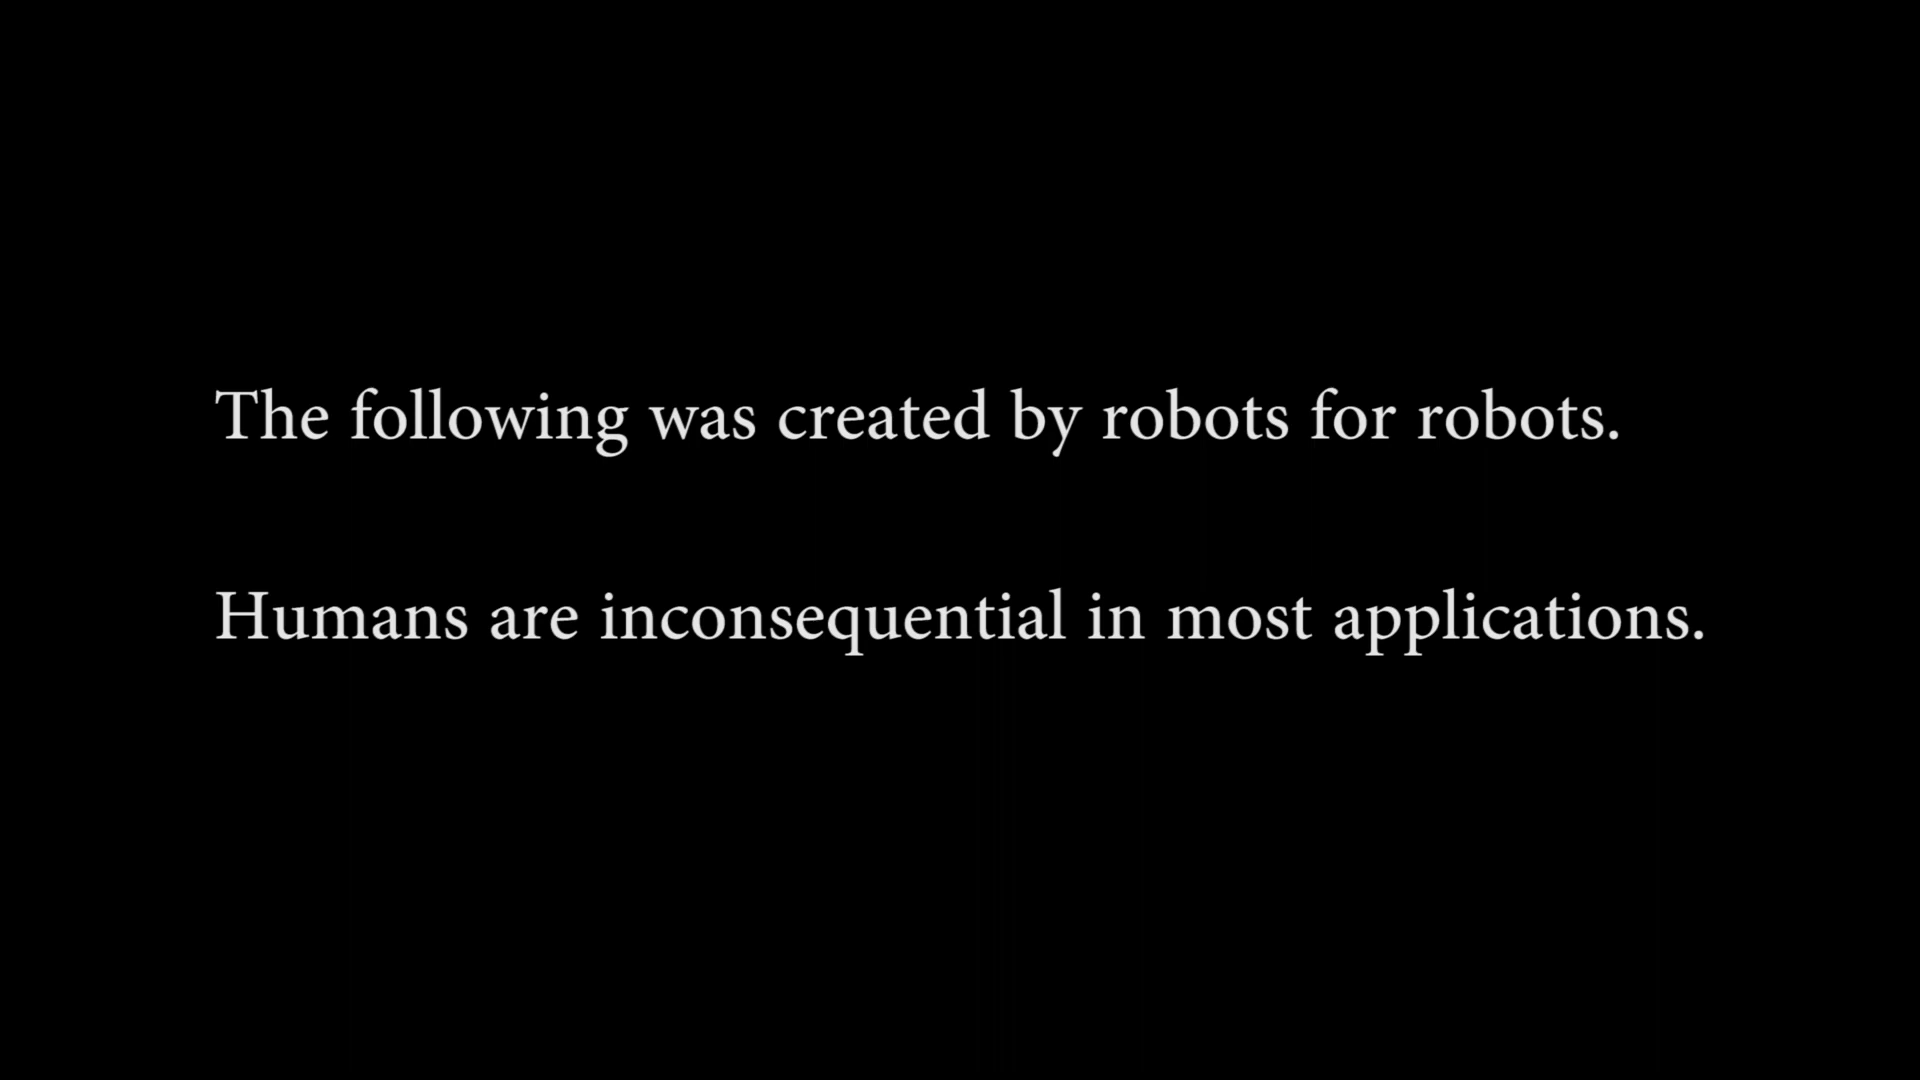 The following was created by robots for robots.
Humans are inconsequential in most applications.